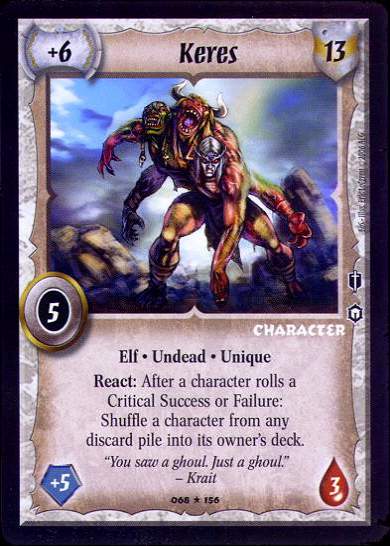 +6
Keres
13
5
CHARACTER
Elf • Undead • Unique
React: After a character rolls a
Critical Success or Failure:
Shuffle a character from any
discard pile into its owner's deck.
"You saw a ghoul. Just a ghoul."
– Krait
+5
068 ★ 156
3